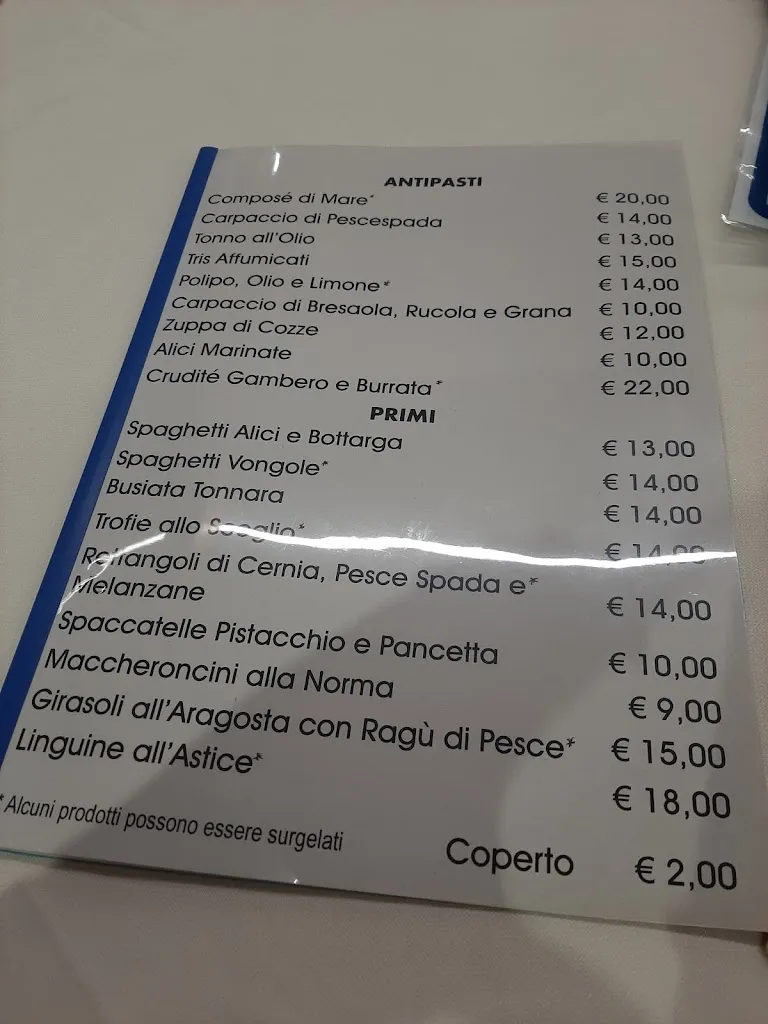 ANTIPASTI
Composé di Mare* € 20,00
Carpaccio di Pescespada € 14,00
Tonno all'Olio € 13,00
Tris Affumicati € 15,00
Polipo, Olio e Limone* € 14,00
Carpaccio di Bresaola, Rucola e Grana € 10,00
Zuppa di Cozze € 12,00
Alici Marinate € 10,00
Crudité Gambero e Burrata* € 22,00
PRIMI
Spaghetti Alici e Bottarga € 13,00
Spaghetti Vongole* € 14,00
Busiata Tonnara € 14,00
Trofie allo Scoglio* € 14,00
Rettangoli di Cernia, Pesce Spada e*
Melanzane € 14,00
Spaccatelle Pistacchio e Pancetta € 10,00
Maccheroncini alla Norma € 9,00
Girasoli all'Aragosta con Ragù di Pesce* € 15,00
Linguine all'Astice* € 18,00
*Alcuni prodotti possono essere surgelati
Coperto € 2,00